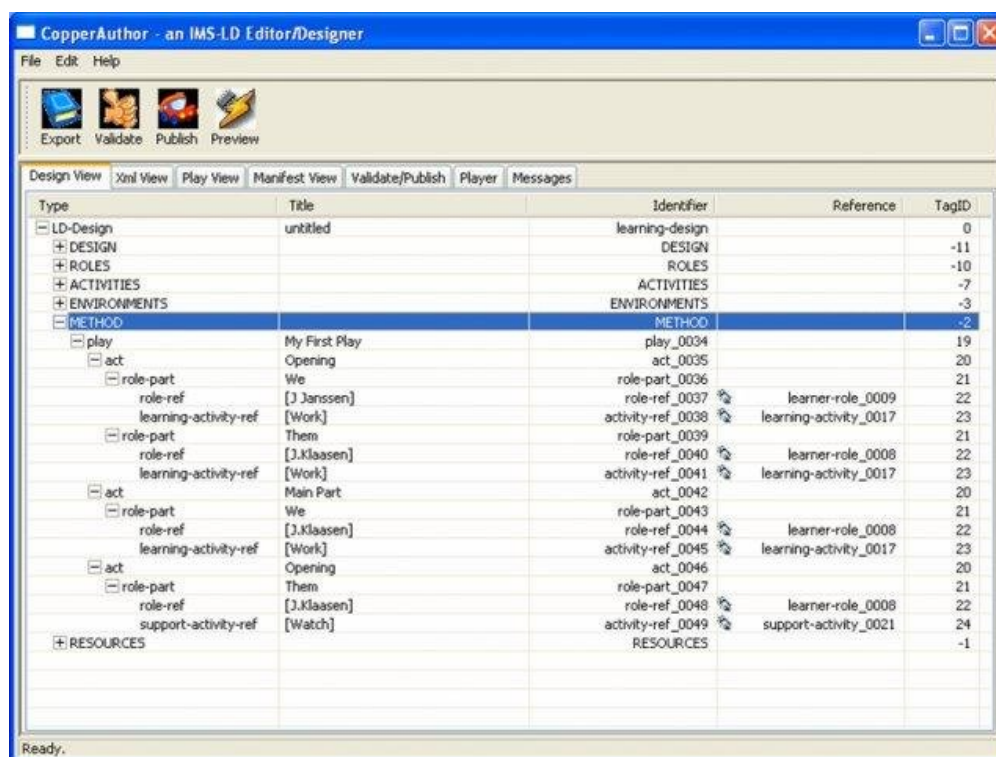 CopperAuthor - an IMS-LD Editor/Designer
File Edit Help
Export Validate Publish Preview
Design View Xml View Play View Manifest View Validate/Publish Player Messages
Type Title Identifier Reference TagID
LD-Design untitled learning-design 0
DESIGN DESIGN -11
ROLES ROLES -10
ACTIVITIES ACTIVITIES -7
ENVIRONMENTS ENVIRONMENTS -3
METHOD METHOD -2
play My First Play play_0034 19
act Opening act_0035 20
role-part We role-part_0036 21
role-ref [J Janssen] role-ref_0037 learner-role_0009 22
learning-activity-ref [Work] activity-ref_0038 learning-activity_0017 23
role-part Them role-part_0039 21
role-ref [J.Klaasen] role-ref_0040 learner-role_0008 22
learning-activity-ref [Work] activity-ref_0041 learning-activity_0017 23
act Main Part act_0042 20
role-part We role-part_0043 21
role-ref [J.Klaasen] role-ref_0044 learner-role_0008 22
learning-activity-ref [Work] activity-ref_0045 learning-activity_0017 23
act Opening act_0046 20
role-part Them role-part_0047 21
role-ref [J.Klaasen] role-ref_0048 learner-role_0008 22
support-activity-ref [Watch] activity-ref_0049 support-activity_0021 24
RESOURCES RESOURCES -1
Ready.